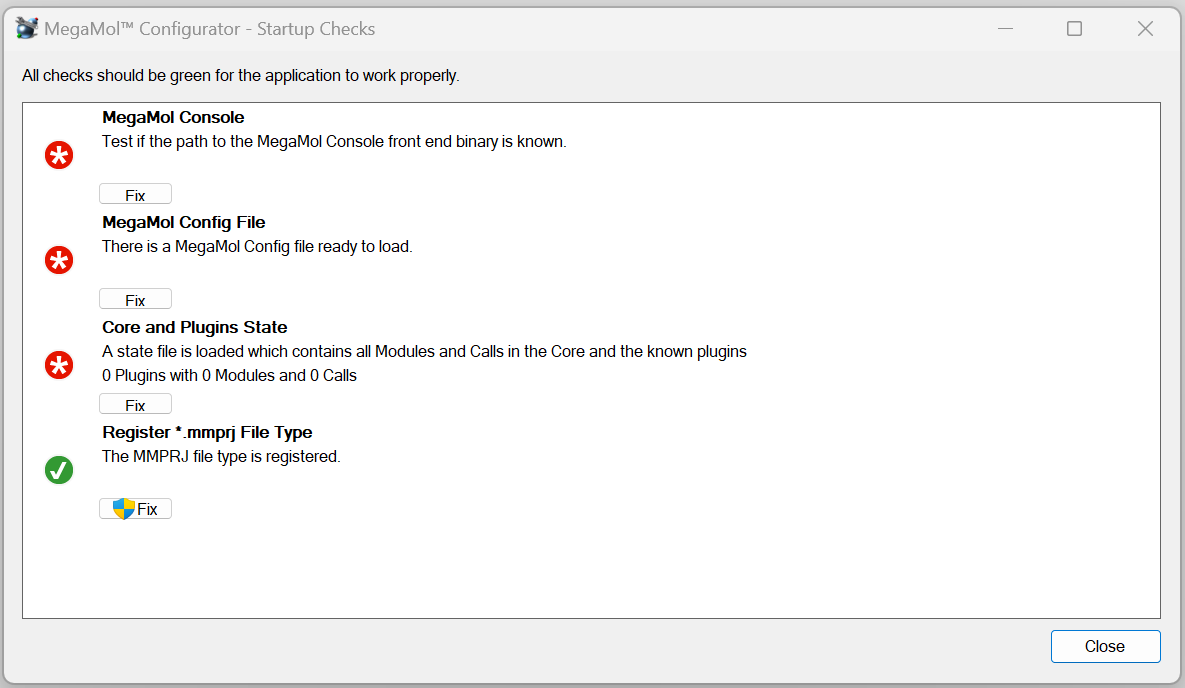 MegaMol™ Configurator - Startup Checks
All checks should be green for the application to work properly.
MegaMol Console
Test if the path to the MegaMol Console front end binary is known.
Fix
MegaMol Config File
There is a MegaMol Config file ready to load.
Fix
Core and Plugins State
A state file is loaded which contains all Modules and Calls in the Core and the known plugins
0 Plugins with 0 Modules and 0 Calls
Fix
Register *.mmprj File Type
The MMPRJ file type is registered.
Fix
Close